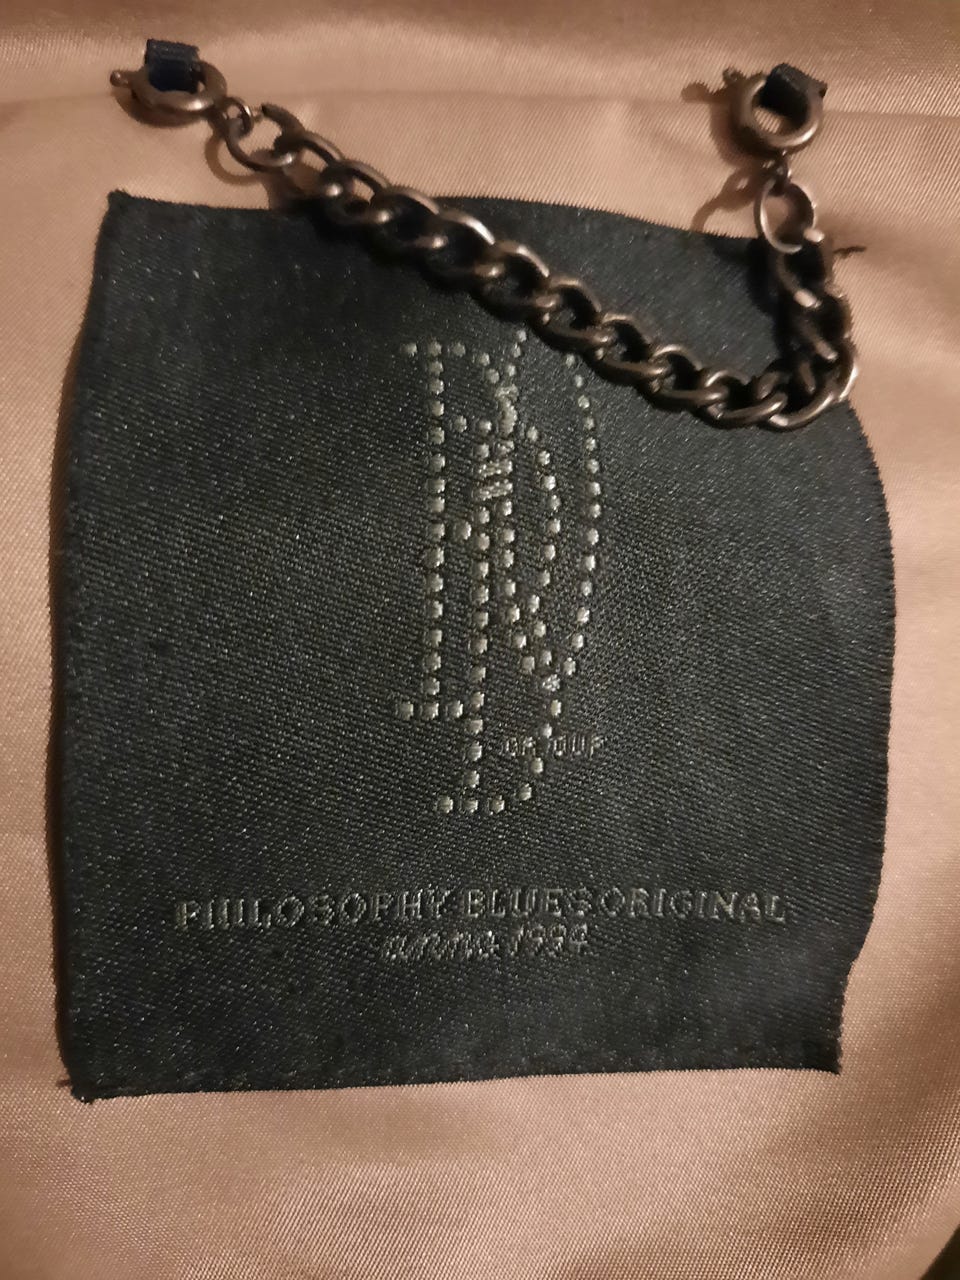 PHILOSOPHY BLUES ORIGINAL
anno 1994